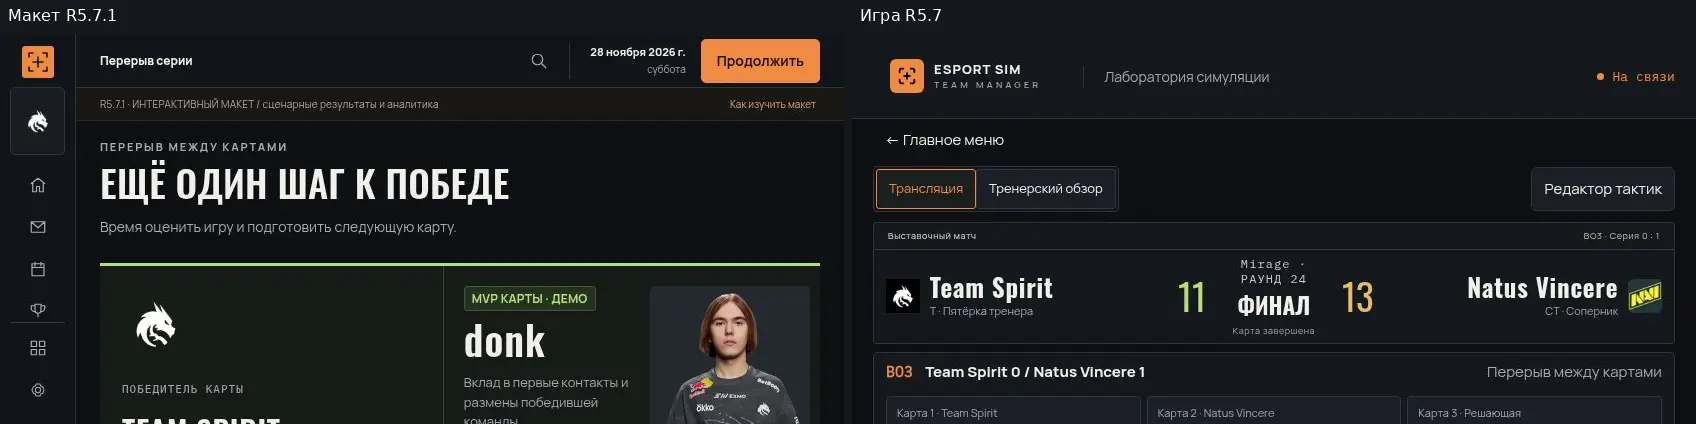 Макет R5.7.1
Перерыв серии
28 ноября 2026 г.
суббота
Продолжить
R5.7.1 · ИНТЕРАКТИВНЫЙ МАКЕТ / сценарные результаты и аналитика
Как изучить макет
ПЕРЕРЫВ МЕЖДУ КАРТАМИ
ЕЩЁ ОДИН ШАГ К ПОБЕДЕ
Время оценить игру и подготовить следующую карту.
ПОБЕДИТЕЛЬ КАРТЫ
TEAM SPIRIT
MVP КАРТЫ · ДЕМО
donk
Вклад в первые контакты и
размены победившей
команды
Игра R5.7
ESPORT SIM
TEAM MANAGER
Лаборатория симуляции
На связи
← Главное меню
Трансляция
Тренерский обзор
Редактор тактик
Выставочный матч
BO3 · Серия 0 : 1
Team Spirit
T · Пятёрка тренера
11
Mirage ·
РАУНД 24
ФИНАЛ
Карта завершена
13
Natus Vincere
CT · Соперник
BO3 Team Spirit 0 / Natus Vincere 1
Перерыв между картами
Карта 1 · Team Spirit
Карта 2 · Natus Vincere
Карта 3 · Решающая